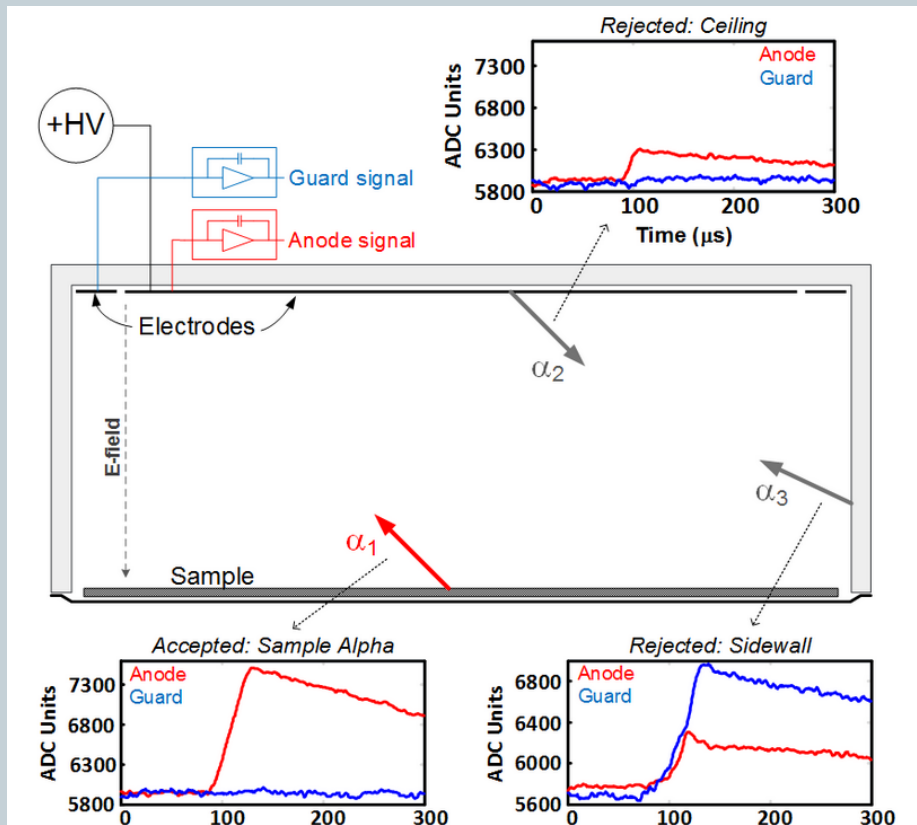 Rejected: Ceiling
ADC Units
7300
6800
6300
5800
Anode
Guard
0
100
200
300
Time (μs)
+HV
Guard signal
Anode signal
Electrodes
E-field
α2
α3
α1
Sample
Accepted: Sample Alpha
ADC Units
7300
6800
6300
5800
Anode
Guard
0
100
200
300
Rejected: Sidewall
ADC Units
6800
6400
6000
5600
Anode
Guard
0
100
200
300